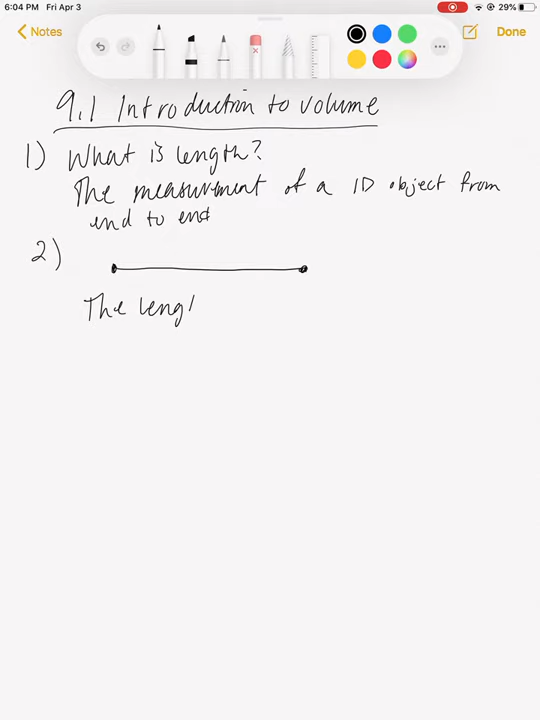 6:04 PM Fri Apr 3
29%
Notes
Done
9.1 Introduction to volume
1) What is length?
The measurement of a 1D object from
end to end
2)
The leng